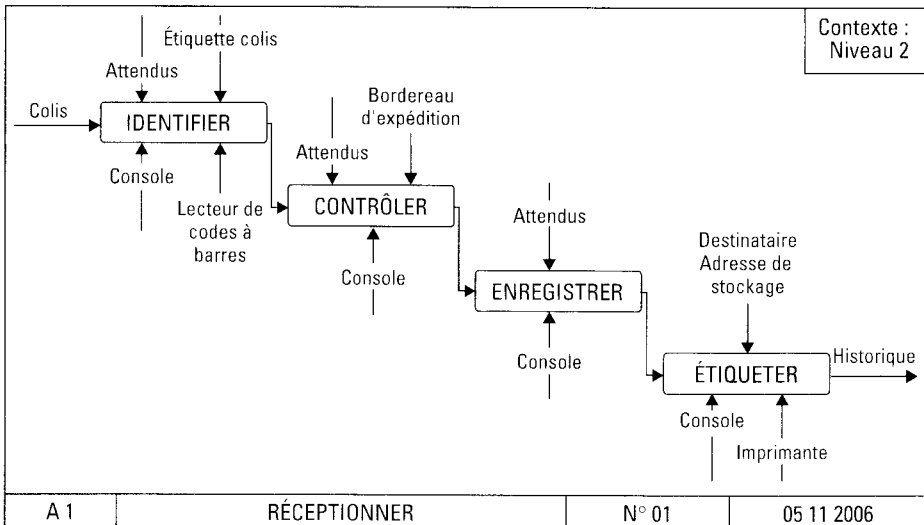 Contexte :
Niveau 2
Étiquette colis
Attendus
Colis
IDENTIFIER
Console
Lecteur de
codes à
barres
Bordereau
d'expédition
Attendus
CONTRÔLER
Console
Attendus
ENREGISTRER
Console
Destinataire
Adresse de
stockage
ÉTIQUETER
Historique
Console
Imprimante
A 1
RÉCEPTIONNER
N° 01
05 11 2006